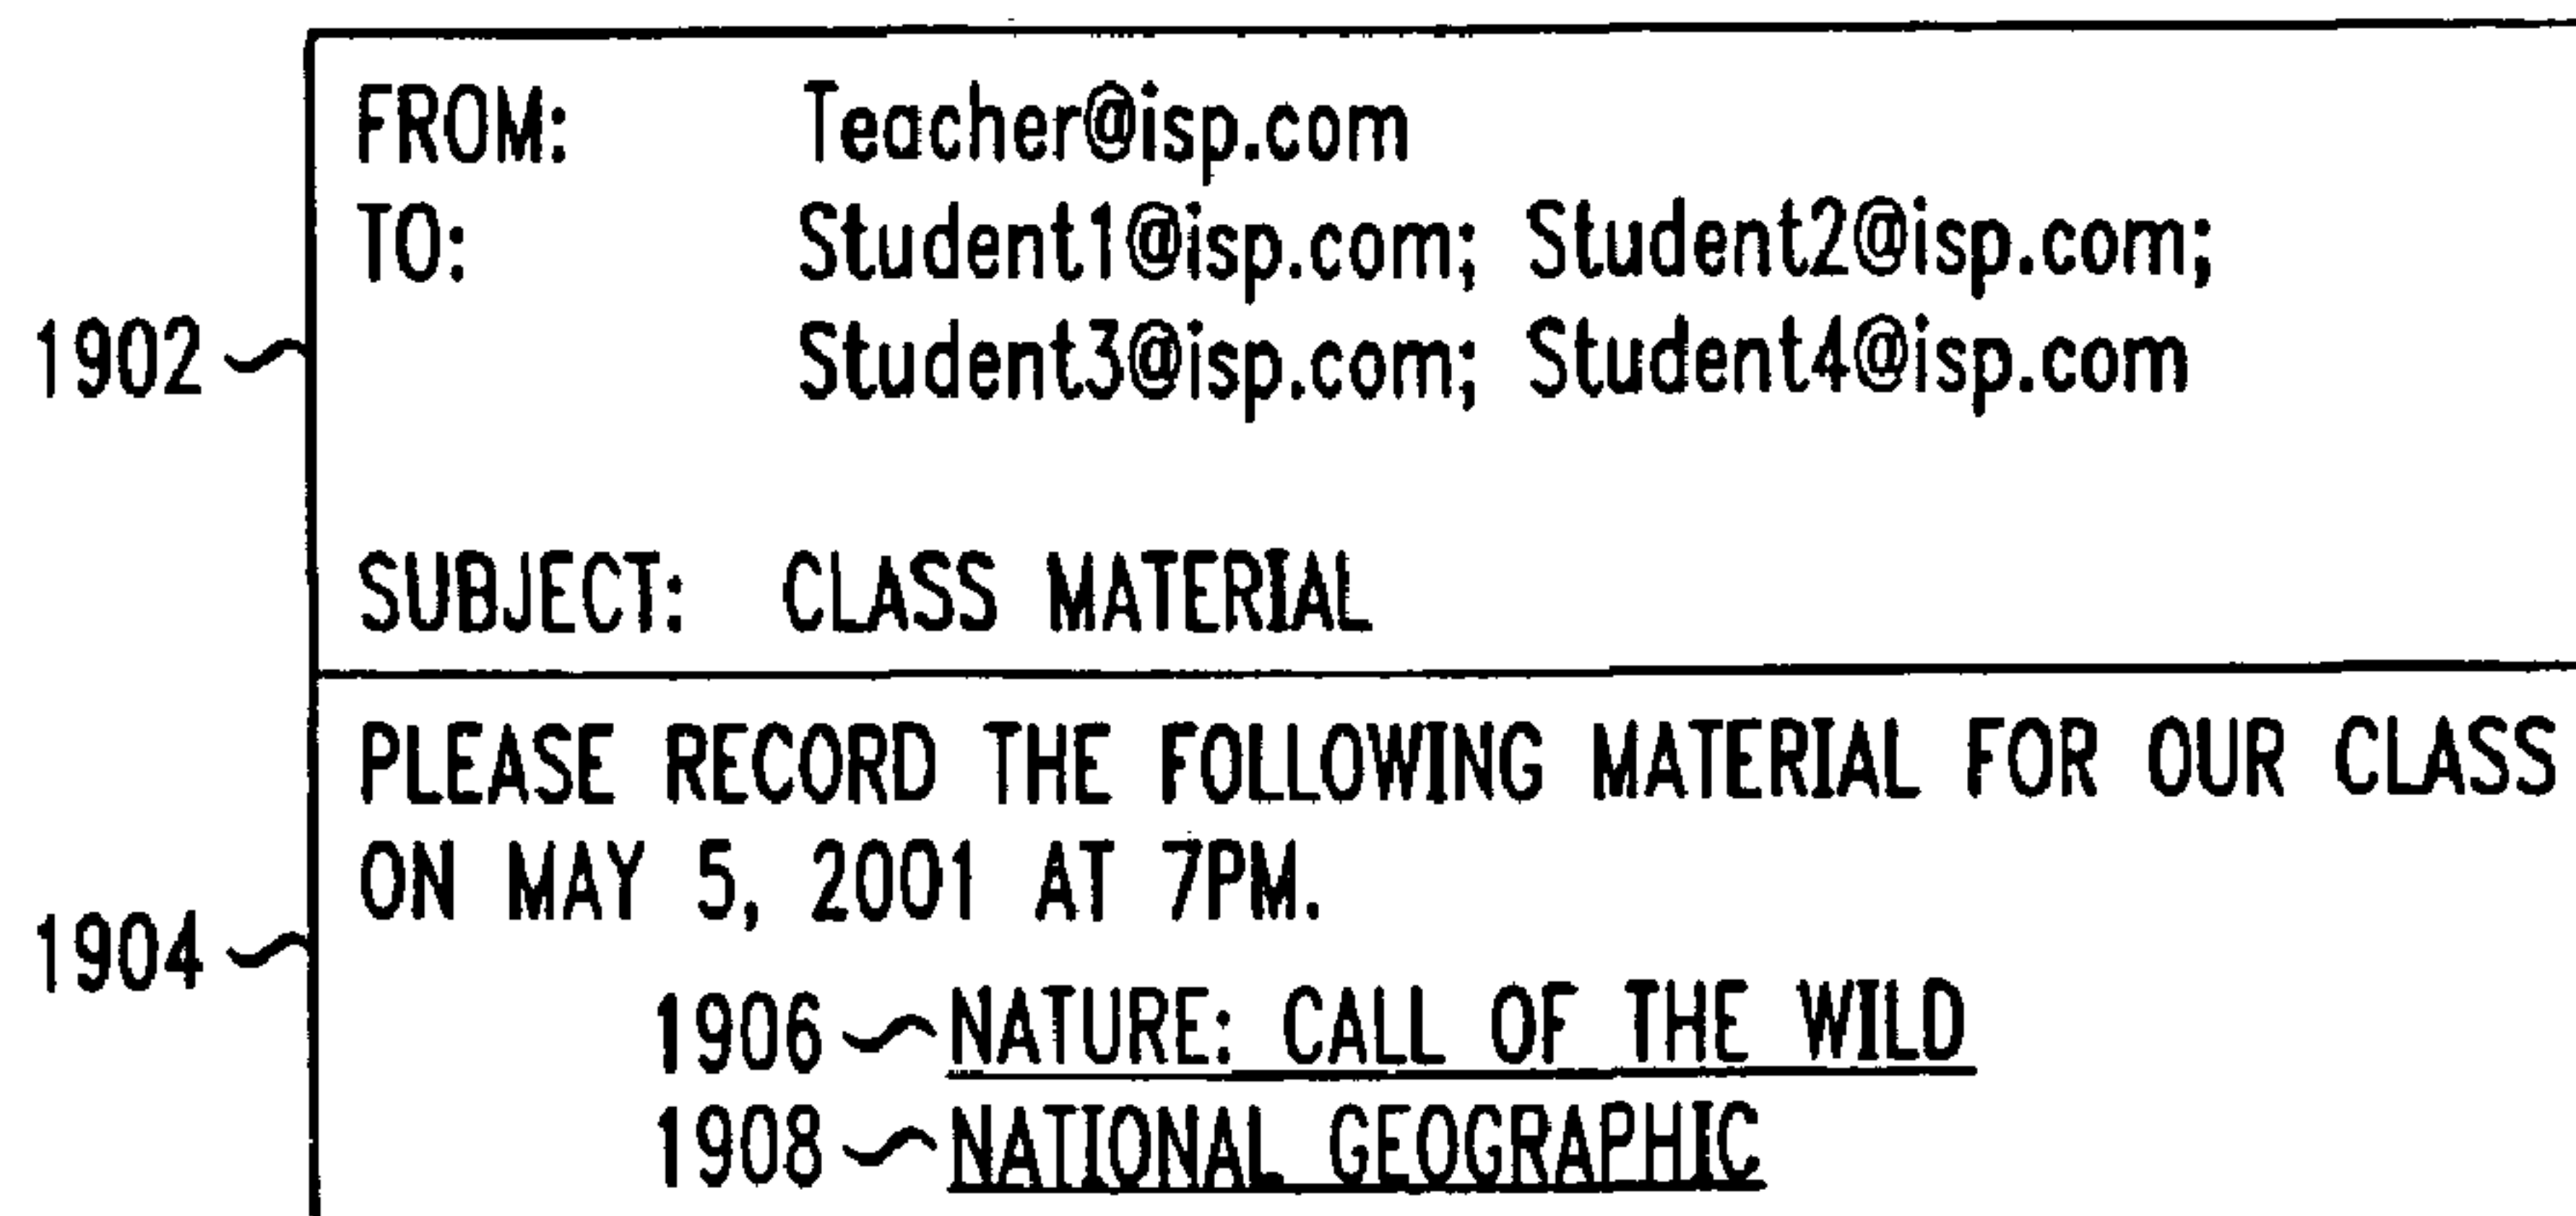 FROM: Teacher@isp.com
TO: Student1@isp.com; Student2@isp.com;
1902 Student3@isp.com; Student4@isp.com
SUBJECT: CLASS MATERIAL
PLEASE RECORD THE FOLLOWING MATERIAL FOR OUR CLASS
ON MAY 5, 2001 AT 7PM.
1904
1906 NATURE: CALL OF THE WILD
1908 NATIONAL GEOGRAPHIC